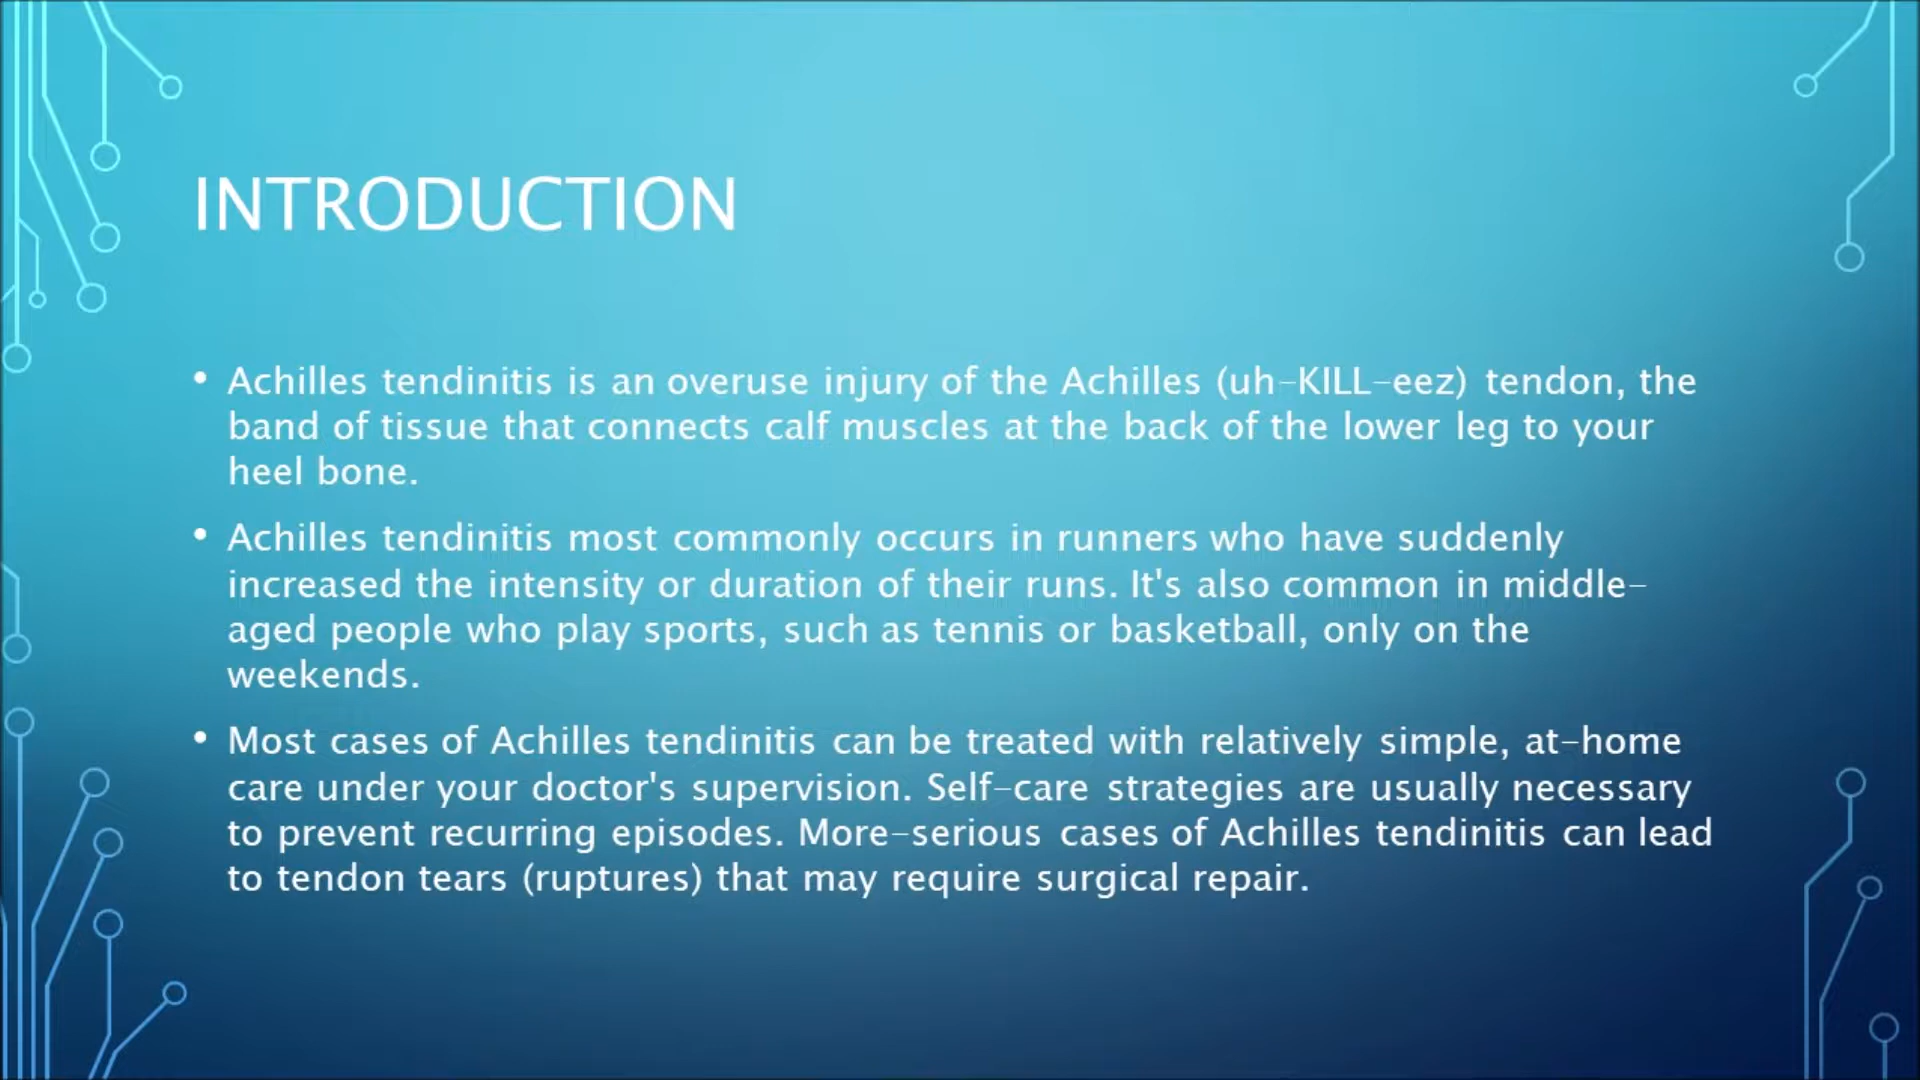 INTRODUCTION
• Achilles tendinitis is an overuse injury of the Achilles (uh-KILL-eez) tendon, the
band of tissue that connects calf muscles at the back of the lower leg to your
heel bone.
• Achilles tendinitis most commonly occurs in runners who have suddenly
increased the intensity or duration of their runs. It's also common in middle-
aged people who play sports, such as tennis or basketball, only on the
weekends.
• Most cases of Achilles tendinitis can be treated with relatively simple, at-home
care under your doctor's supervision. Self-care strategies are usually necessary
to prevent recurring episodes. More-serious cases of Achilles tendinitis can lead
to tendon tears (ruptures) that may require surgical repair.